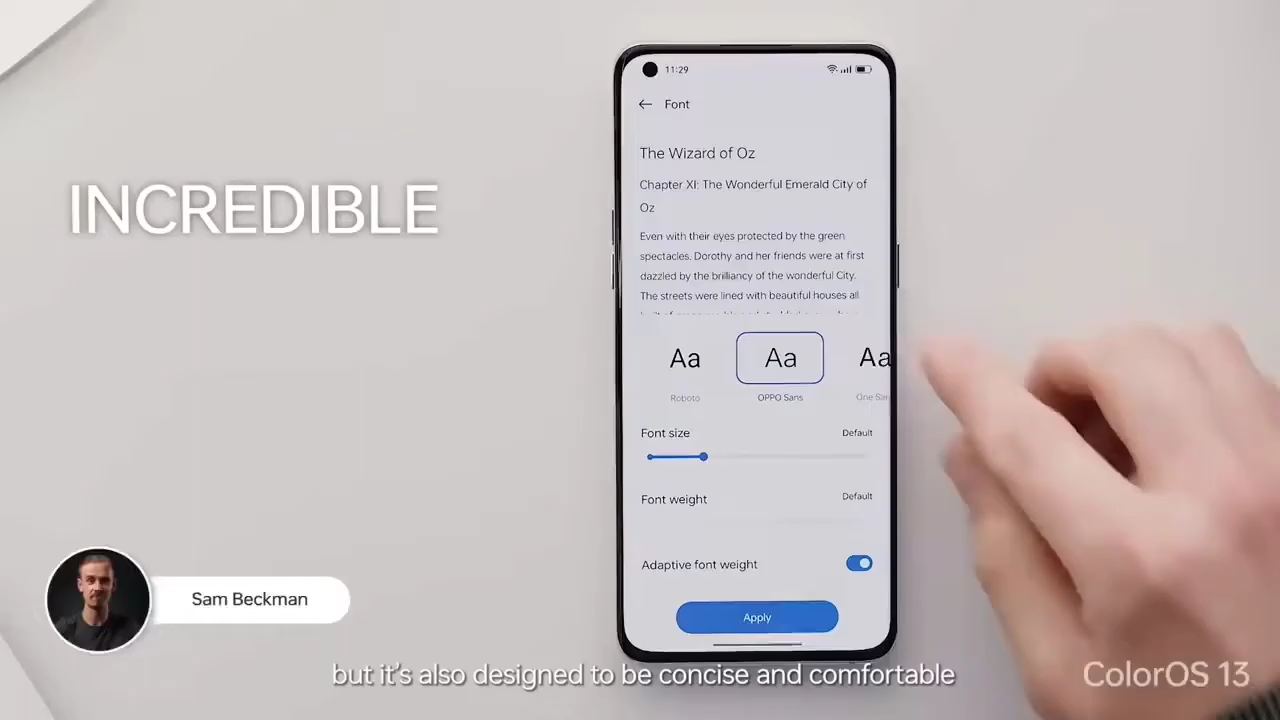 11:29
Font
The Wizard of Oz
Chapter XI: The Wonderful Emerald City of
Oz
Even with their eyes protected by the green
spectacles. Dorothy and her friends were at first
dazzled by the brilliancy of the wonderful City.
The streets were lined with beautiful houses all
INCREDIBLE
Aa
Aa
Aa
Roboto
OPPO Sans
One San
Font size
Default
Font weight
Default
Adaptive font weight
Apply
Sam Beckman
but it's also designed to be concise and comfortable
ColorOS 13